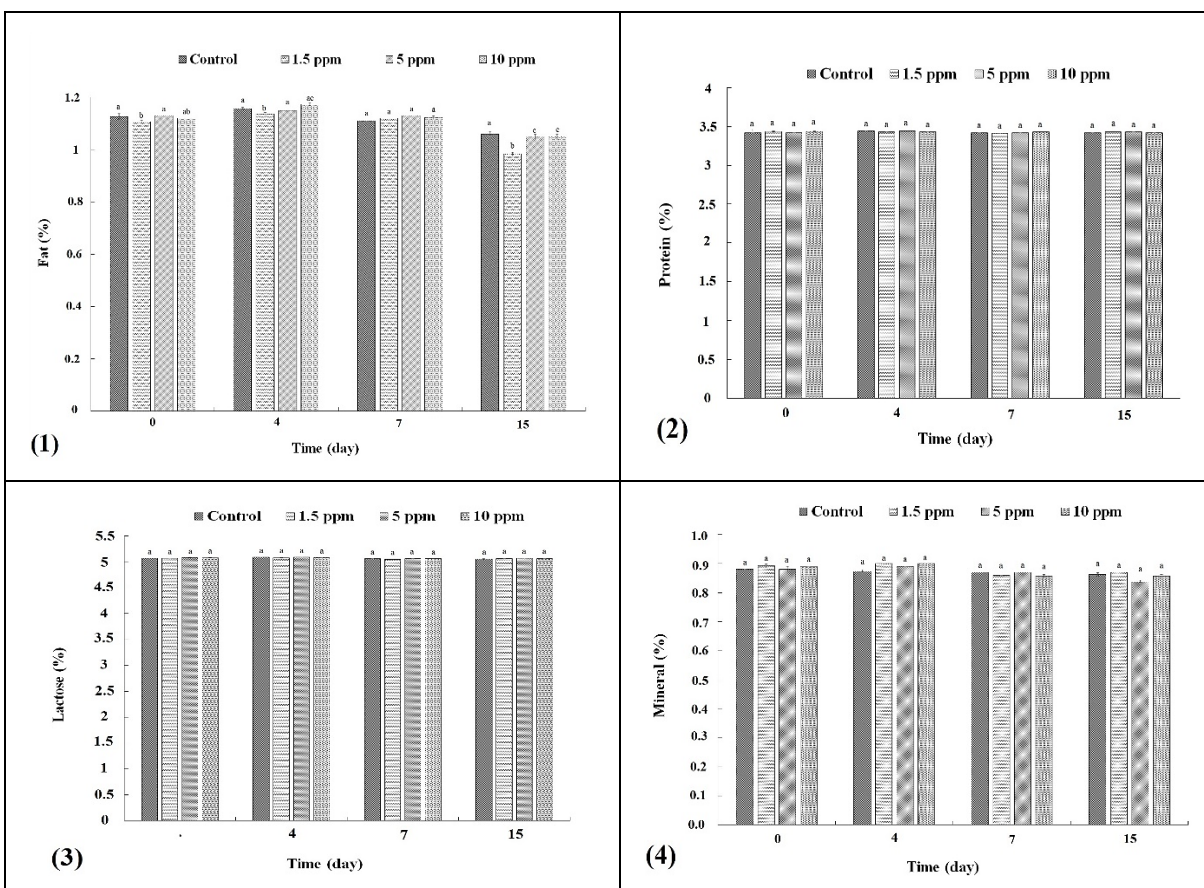 Control 1.5 ppm 5 ppm 10 ppm
1.2
1
0.8
0.6
0.4
0.2
0
Fat (%)
a b a ab
a b a ac
a a a a
a b c c
0 4 7 15
Time (day)
(1)
Control 1.5 ppm 5 ppm 10 ppm
4
3.5
3
2.5
2
1.5
1
0.5
0
Protein (%)
a a a a
a a a a
a a a a
a a a a
0 4 7 15
Time (day)
(2)
Control 1.5 ppm 5 ppm 10 ppm
5.5
5
4.5
4
3.5
3
2.5
2
1.5
1
0.5
0
Lactose (%)
a a a a
a a a a
a a a a
a a a a
. 4 7 15
Time (day)
(3)
Control 1.5 ppm 5 ppm 10 ppm
1.0
0.9
0.8
0.7
0.6
0.5
0.4
0.3
0.2
0.1
0.0
Mineral (%)
a a a a
a a a a
a a a a
a a a a
0 4 7 15
Time (day)
(4)